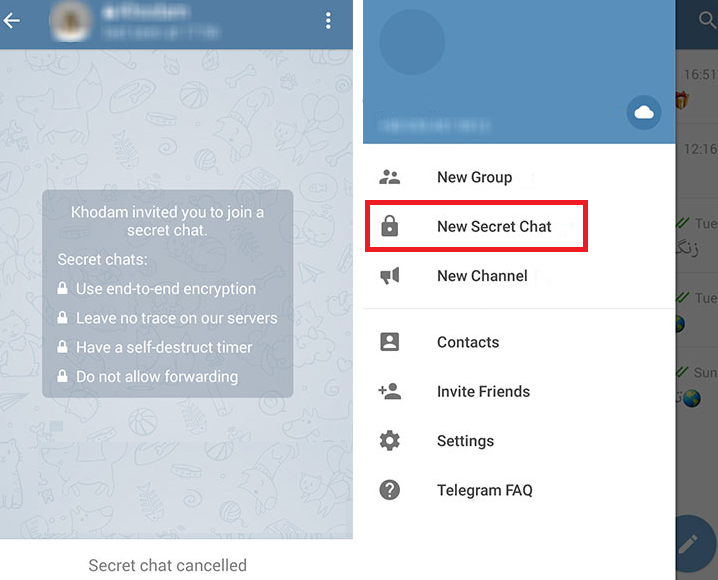 Khodam invited you to join a
secret chat.
Secret chats:
Use end-to-end encryption
Leave no trace on our servers
Have a self-destruct timer
Do not allow forwarding
Secret chat cancelled
New Group
New Secret Chat
New Channel
Contacts
Invite Friends
Settings
Telegram FAQ
16:51
12:16
Tue
زنگ
Tue
Sun